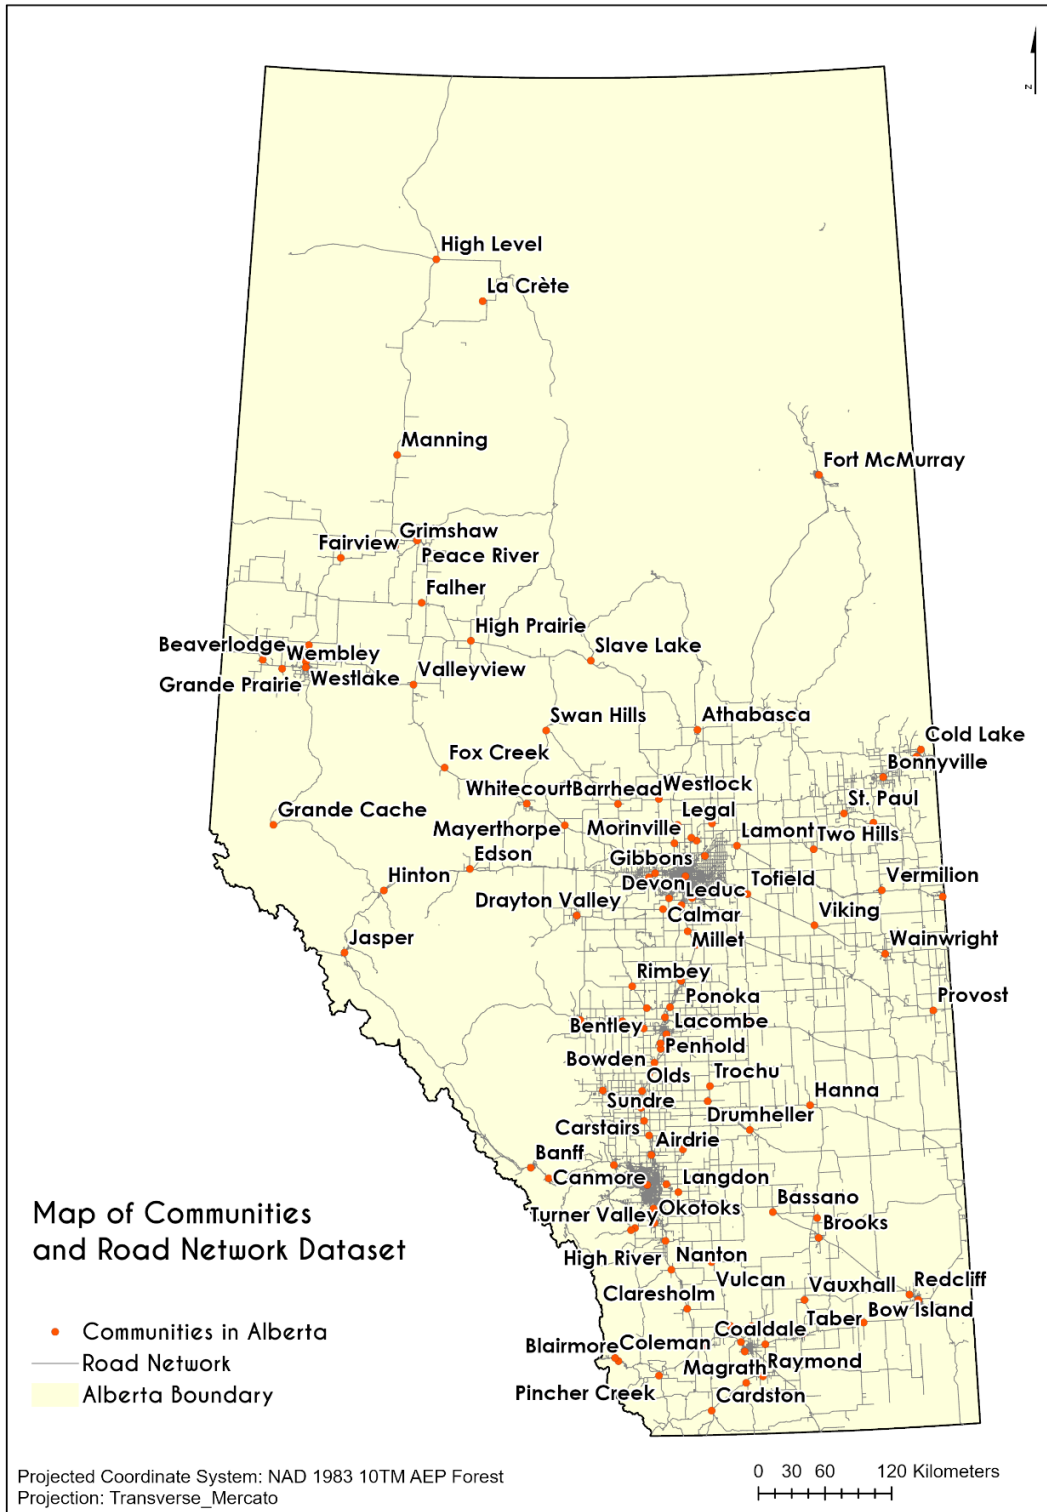 z
High Level
La Crète
Manning
Fort McMurray
Grimshaw
Fairview
Peace River
Falher
High Prairie
Beaverlodge
Wembley
Slave Lake
Valleyview
Grande Prairie
Westlake
Swan Hills
Athabasca
Cold Lake
Fox Creek
Bonnyville
Whitecourt
Barrhead
Westlock
St. Paul
Grande Cache
Legal
Mayerthorpe
Morinville
Lamont
Two Hills
Edson
Gibbons
Hinton
Devon
Leduc
Tofield
Vermilion
Drayton Valley
Calmar
Viking
Jasper
Millet
Wainwright
Rimbey
Ponoka
Provost
Bentley
Lacombe
Penhold
Bowden
Olds
Trochu
Hanna
Sundre
Drumheller
Carstairs
Airdrie
Banff
Canmore
Langdon
Bassano
Turner Valley
Okotoks
Brooks
High River
Nanton
Vulcan
Vauxhall
Redcliff
Claresholm
Taber
Bow Island
Coaldale
Blairmore
Coleman
Magrath
Raymond
Pincher Creek
Cardston
Map of Communities
and Road Network Dataset
Communities in Alberta
Road Network
Alberta Boundary
Projected Coordinate System: NAD 1983 10TM AEP Forest
Projection: Transverse_Mercato
0 30 60 120 Kilometers